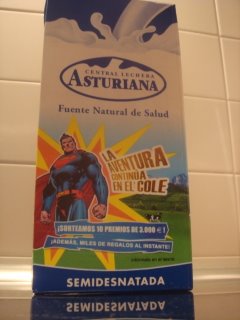 CENTRAL LECHERA
ASTURIANA
Fuente Natural de Salud
LA
AVENTURA
CONTINÚA
EN EL COLE
¡SORTEAMOS 10 PREMIOS DE 3.000 € !
¡ADEMÁS, MILES DE REGALOS AL INSTANTE!
SEMIDESNATADA